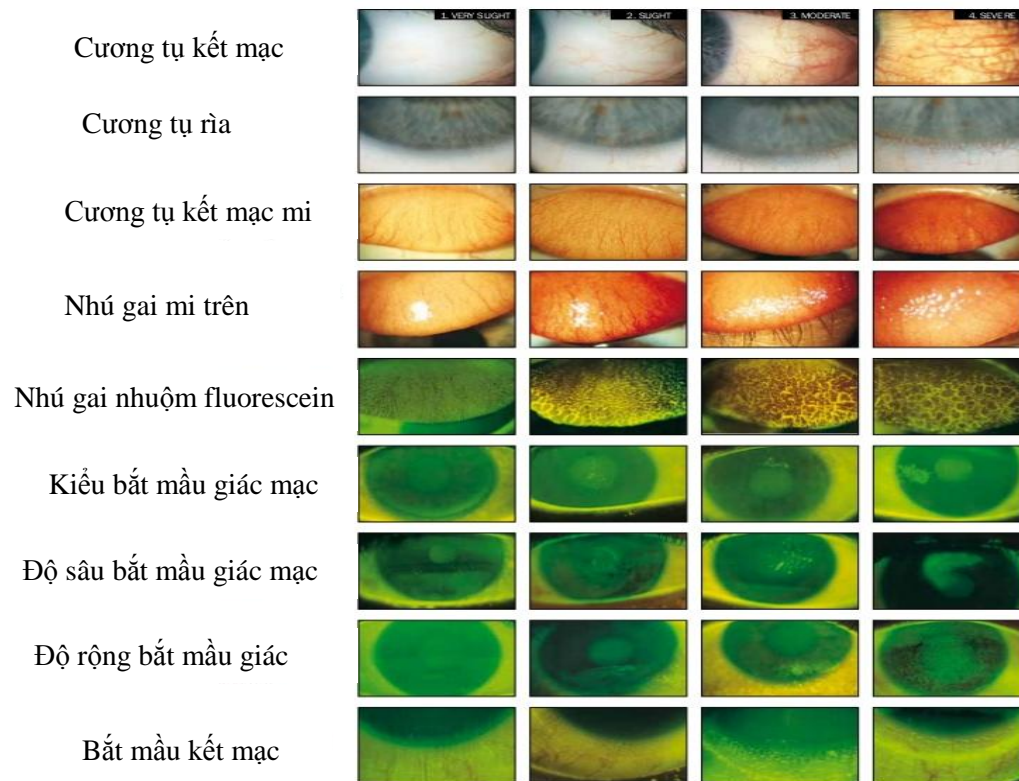 1. VERY SLIGHT
2. SLIGHT
3. MODERATE
4. SEVERE
Cương tụ kết mạc
Cương tụ rìa
Cương tụ kết mạc mi
Nhú gai mi trên
Nhú gai nhuộm fluorescein
Kiểu bắt mầu giác mạc
Độ sâu bắt mầu giác mạc
Độ rộng bắt mầu giác
Bắt mầu kết mạc